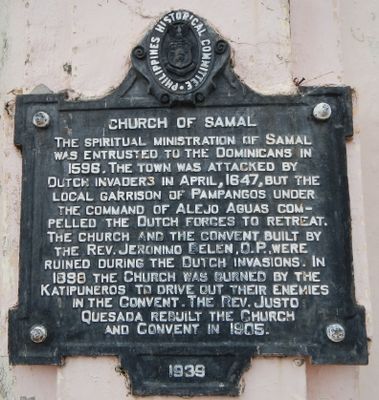 PHILIPPINES HISTORICAL COMMITTEE
CHURCH OF SAMAL
THE SPIRITUAL MINISTRATION OF SAMAL
WAS ENTRUSTED TO THE DOMINICANS IN
1596. THE TOWN WAS ATTACKED BY
DUTCH INVADERS IN APRIL, 1647, BUT THE
LOCAL GARRISON OF PAMPANGOS UNDER
THE COMMAND OF ALEJO AGUAS COM-
PELLED THE DUTCH FORCES TO RETREAT.
THE CHURCH AND THE CONVENT BUILT BY
THE REV. JERONIMO BELEN, O.P. WERE
RUINED DURING THE DUTCH INVASIONS. IN
1898 THE CHURCH WAS BURNED BY THE
KATIPUNEROS TO DRIVE OUT THEIR ENEMIES
IN THE CONVENT. THE REV. JUSTO
QUESADA REBUILT THE CHURCH
AND CONVENT IN 1905.
1939